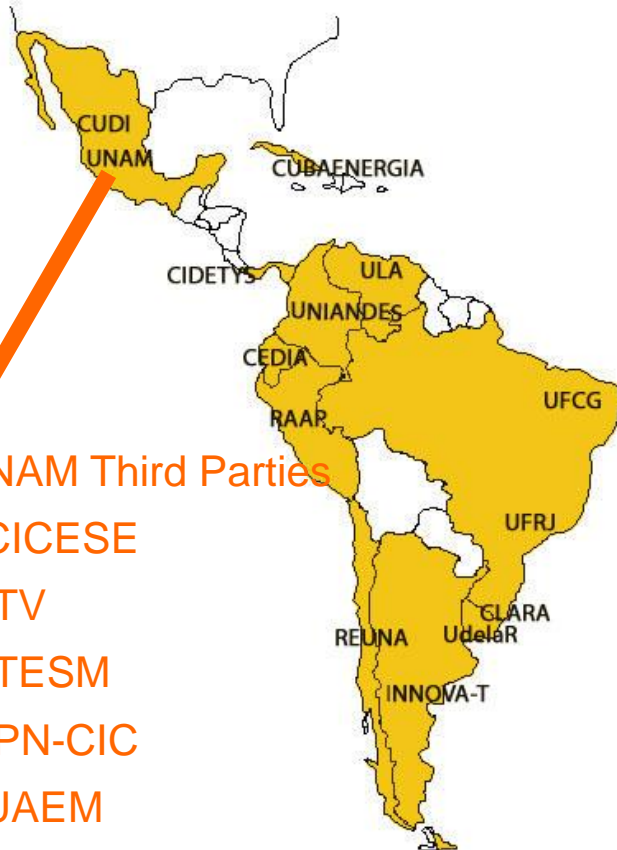 CUDI
UNAM
CUBAENERGIA
CIDETYS
ULA
UNIANDES
CEDIA
UFCG
RAAP
NAM Third Parties
CICESE
UFRJ
TV
CLARA
REUNA
UdelaR
TESM
INNOVA-T
PN-CIC
UAEM